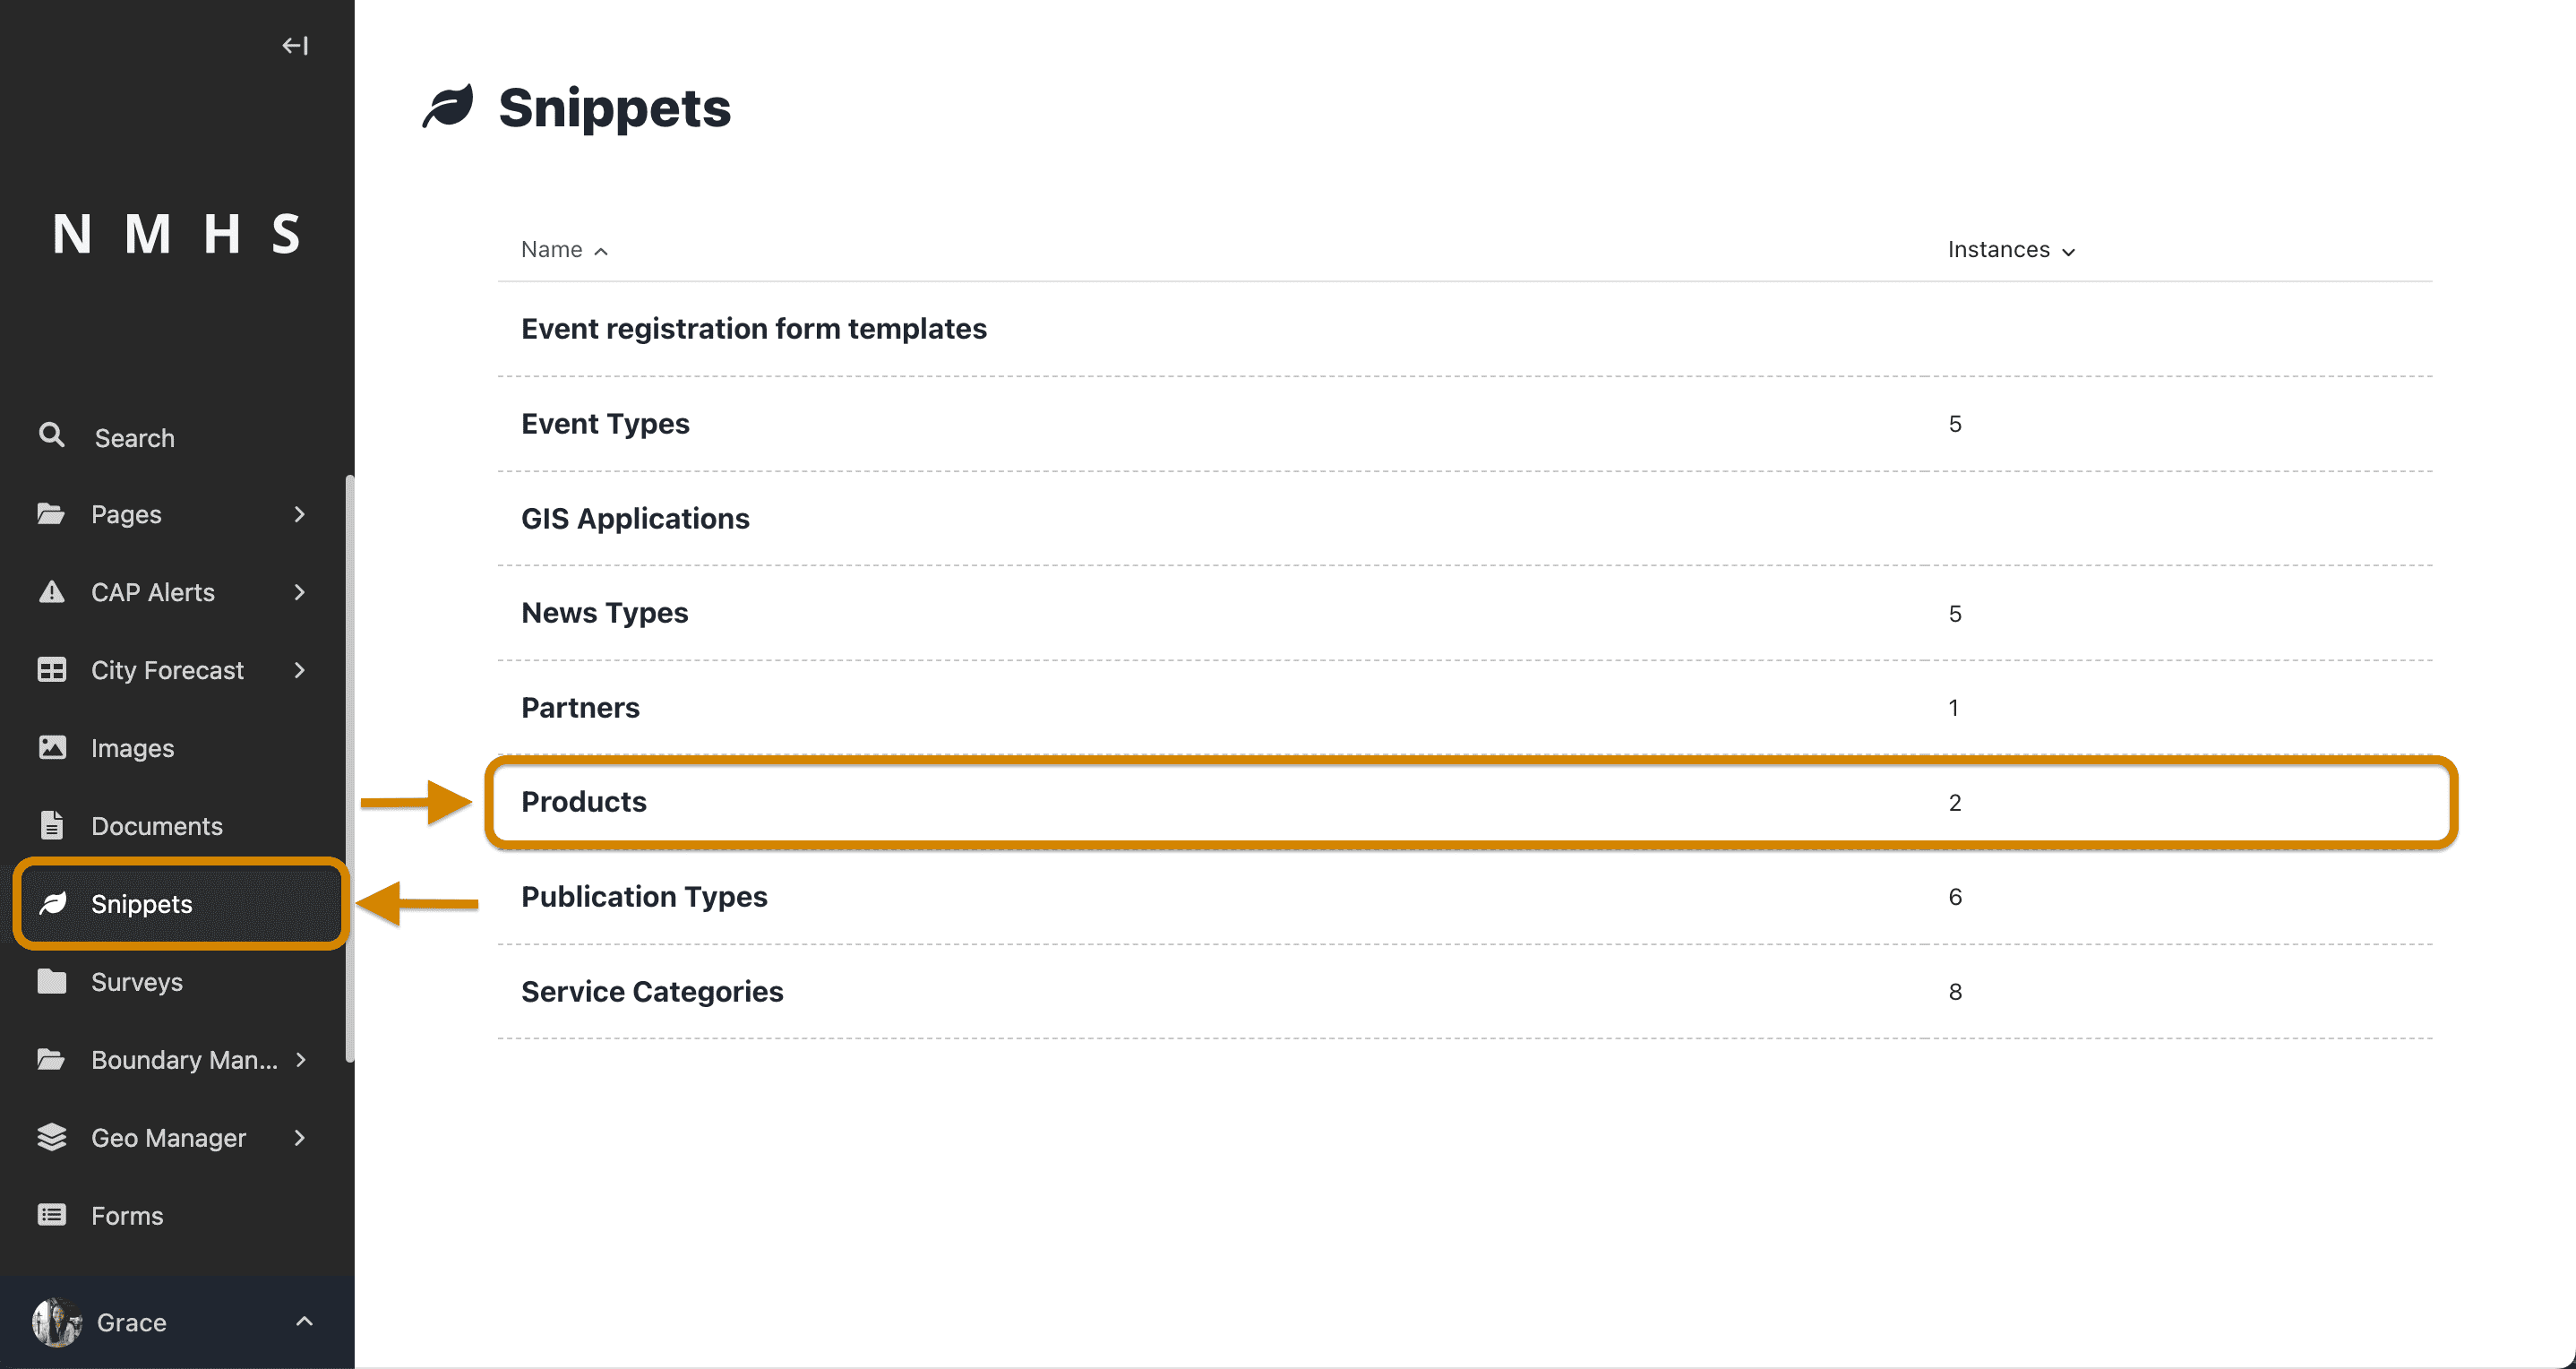 N M H S
Search
Pages
CAP Alerts
City Forecast
Images
Documents
Snippets
Surveys
Boundary Man...
Geo Manager
Forms
Grace
Snippets
Name Instances
Event registration form templates
Event Types 5
GIS Applications
News Types 5
Partners 1
Products 2
Publication Types 6
Service Categories 8